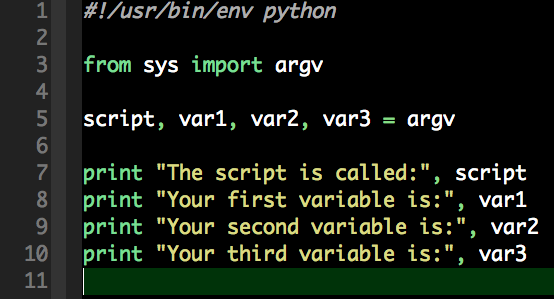 1 #!/usr/bin/env python
2
3 from sys import argv
4
5 script, var1, var2, var3 = argv
6
7 print "The script is called:", script
8 print "Your first variable is:", var1
9 print "Your second variable is:", var2
10 print "Your third variable is:", var3
11